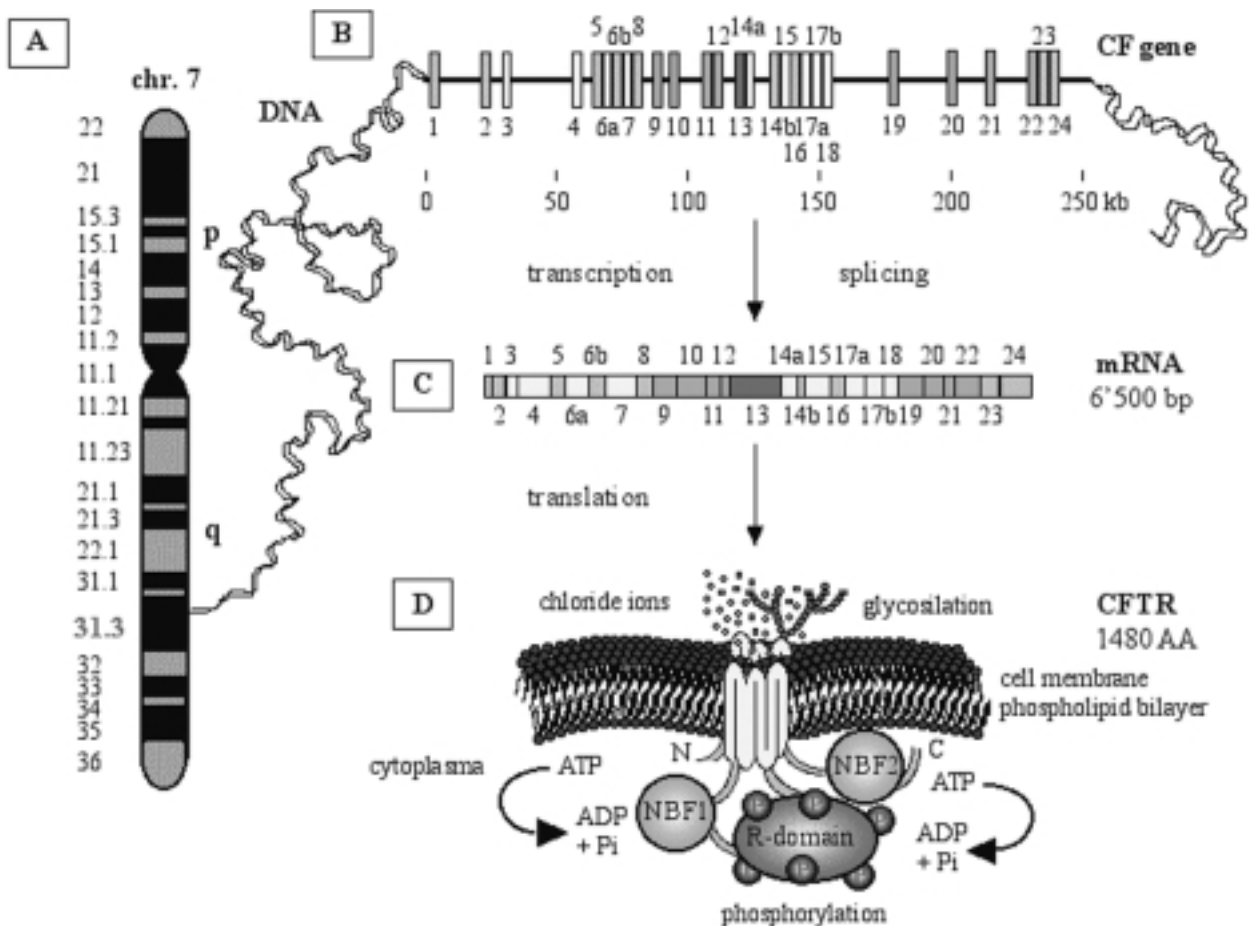 A
chr. 7
22
21
15.3
15.1
14
13
12
11.2
11.1
11.21
11.23
21.1
21.3
22.1
31.1
31.3
32
33
34
35
36
p
q
DNA
B
5 6b 8 12 14a 15 17b 23
CF gene
1 2 3 4 6a 7 9 10 11 13 14b 17a 19 20 21 22 24
16 18
0 50 100 150 200 250 kb
transcription splicing
C
1 3 5 6b 8 10 12 14a 15 17a 18 20 22 24
2 4 6a 7 9 11 13 14b 16 17b 19 21 23
mRNA
6'500 bp
translation
D
chloride ions
glycosilation
CFTR
1480 AA
cell membrane
phospholipid bilayer
cytoplasma
N
C
ATP
ADP
+ Pi
NBF1
NBF2
R-domain
P P P P P P
ATP
ADP
+ Pi
phosphorylation